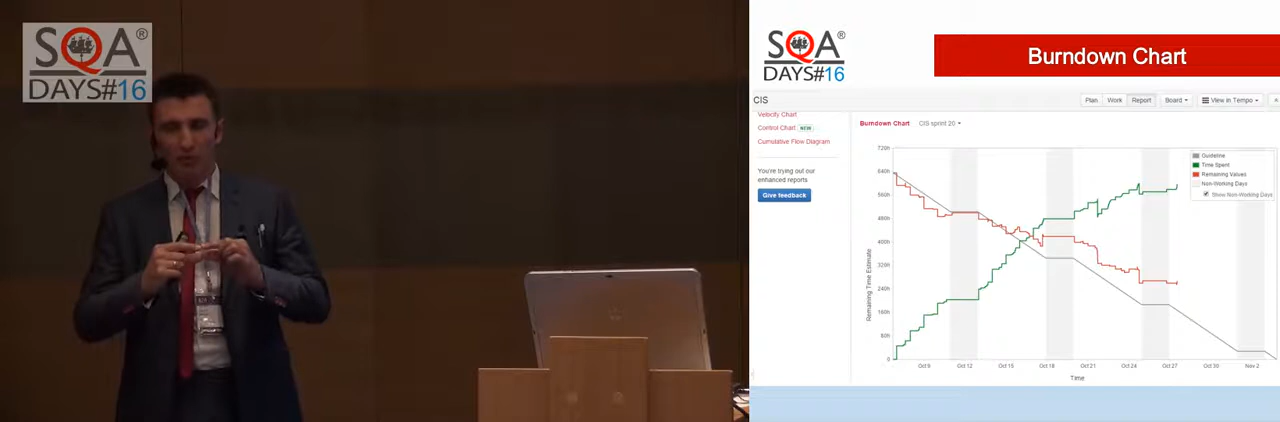 SQA®
DAYS#16
SQA®
DAYS#16
Burndown Chart
CIS
Plan
Work
Report
Board
View in Tempo
Velocity Chart
Control Chart NEW
Cumulative Flow Diagram
You're trying out our
enhanced reports
Give feedback
Burndown Chart
CIS sprint 20
Guideline
Time Spent
Remaining Values
Non-Working Days
Show Non-Working Days
Remaining Time Estimate
720h
640h
560h
480h
400h
320h
240h
160h
80h
0
Oct 9
Oct 12
Oct 15
Oct 18
Oct 21
Oct 24
Oct 27
Oct 30
Nov 2
Time